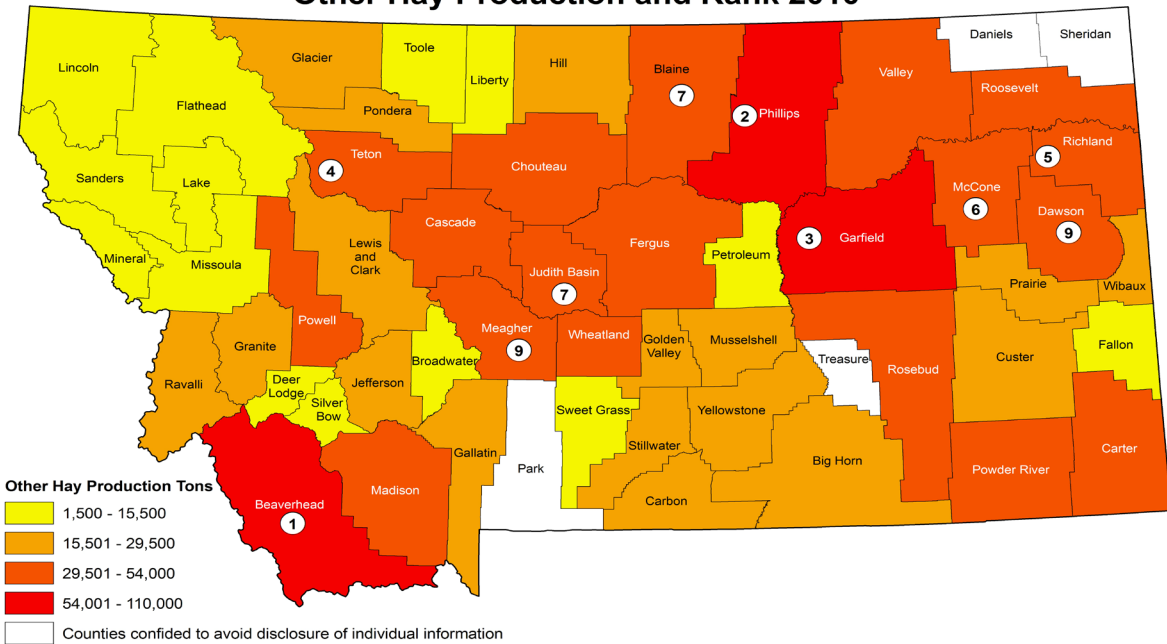 Other Hay Production and Rank
Daniels
Sheridan
Lincoln
Glacier
Toole
Liberty
Hill
Blaine
7
2
Phillips
Valley
Roosevelt
Flathead
Pondera
Teton
4
Chouteau
Richland
5
Sanders
Lake
McCone
6
Dawson
9
Cascade
Lewis
and
Clark
Fergus
3
Garfield
Mineral
Missoula
Judith Basin
7
Petroleum
Prairie
Wibaux
Powell
Meagher
9
Wheatland
Golden
Valley
Musselshell
Treasure
Rosebud
Custer
Fallon
Granite
Broadwater
Ravalli
Deer
Lodge
Silver
Bow
Jefferson
Sweet Grass
Yellowstone
Stillwater
Gallatin
Park
Big Horn
Carter
Powder River
Madison
Carbon
Beaverhead
1
Other Hay Production Tons
1,500 - 15,500
15,501 - 29,500
29,501 - 54,000
54,001 - 110,000
Counties confided to avoid disclosure of individual information